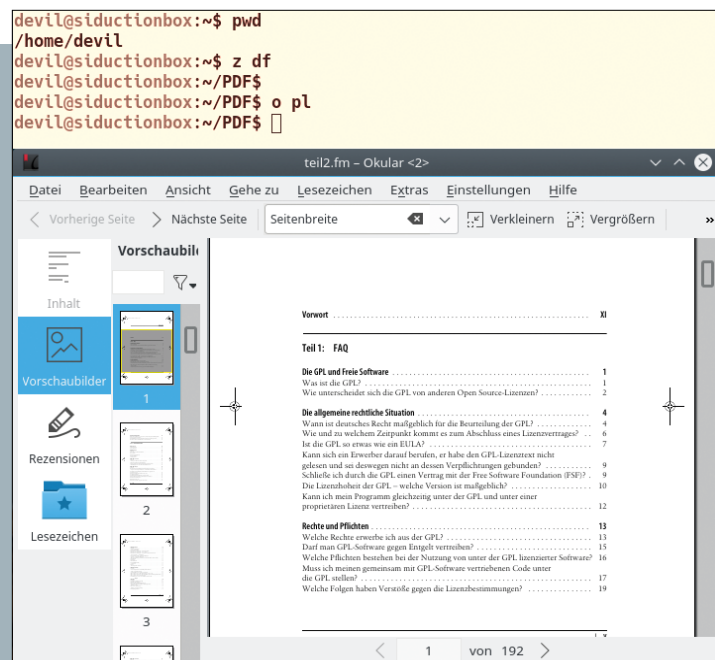 devil@siductionbox:~$ pwd
/home/devil
devil@siductionbox:~$ z df
devil@siductionbox:~/PDF$
devil@siductionbox:~/PDF$ o pl
devil@siductionbox:~/PDF$
teil2.fm – Okular <2>
Datei Bearbeiten Ansicht Gehe zu Lesezeichen Extras Einstellungen Hilfe
Vorherige Seite Nächste Seite Seitenbreite Verkleinern Vergrößern »
Inhalt
Vorschaubilder
Rezensionen
Lesezeichen
Vorschaubil
1
2
3
Vorwort . . . . . . . . . . XI
Teil 1: FAQ
Die GPL und Freie Software . . . . . . . . . . 1
Was ist die GPL? . . . . . . . . . . 1
Wie unterscheidet sich die GPL von anderen Open Source-Lizenzen? . . . . . . . . . . 2
Die allgemeine rechtliche Situation . . . . . . . . . . 4
Wann ist deutsches Recht maßgeblich für die Beurteilung der GPL? . . . . . . . . . . 4
Wie und zu welchem Zeitpunkt kommt es zum Abschluss eines Lizenzvertrages? . . 6
Ist die GPL so etwas wie ein EULA? . . . . . . . . . . 7
Kann sich ein Erwerber darauf berufen, er habe den GPL-Lizenztext nicht
gelesen und sei deswegen nicht an dessen Verpflichtungen gebunden? . . . . . . . . . . 9
Schließe ich durch die GPL einen Vertrag mit der Free Software Foundation (FSF)? . 9
Die Lizenzhoheit der GPL – welche Version ist maßgeblich? . . . . . . . . . . 10
Kann ich mein Programm gleichzeitig unter der GPL und unter einer
proprietären Lizenz vertreiben? . . . . . . . . . . 12
Rechte und Pflichten . . . . . . . . . . 13
Welche Rechte erwerbe ich aus der GPL? . . . . . . . . . . 13
Darf man GPL-Software gegen Entgelt vertreiben? . . . . . . . . . . 15
Welche Pflichten bestehen bei der Nutzung von unter der GPL lizenzierter Software? 16
Muss ich meinen gemeinsam mit GPL-Software vertriebenen Code unter
die GPL stellen? . . . . . . . . . . 17
Welche Folgen haben Verstöße gegen die Lizenzbestimmungen? . . . . . . . . . . 19
1 von 192